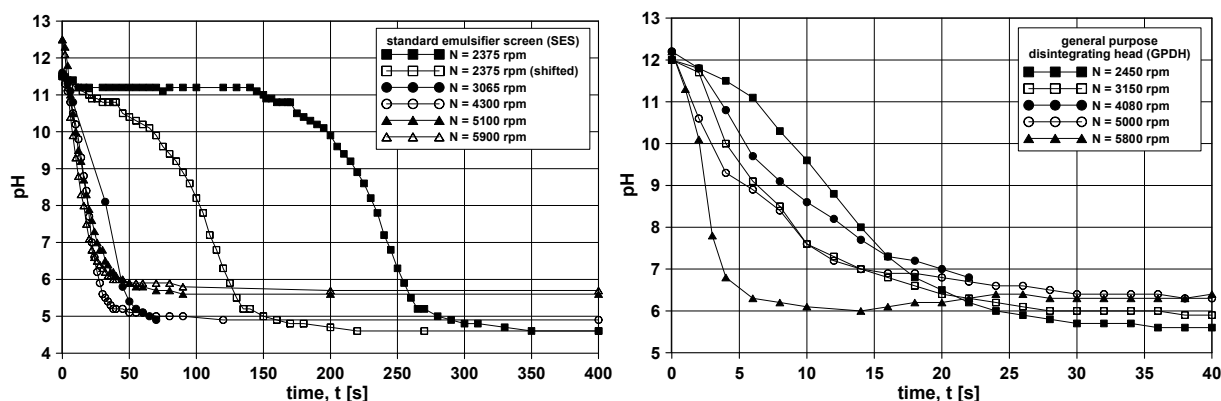 13
12
11
10
9
8
7
6
5
4
pH
0 50 100 150 200 250 300 350 400
time, t [s]
standard emulsifier screen (SES)
N = 2375 rpm
N = 2375 rpm (shifted)
N = 3065 rpm
N = 4300 rpm
N = 5100 rpm
N = 5900 rpm
13
12
11
10
9
8
7
6
5
pH
0 5 10 15 20 25 30 35 40
time, t [s]
general purpose
disintegrating head (GPDH)
N = 2450 rpm
N = 3150 rpm
N = 4080 rpm
N = 5000 rpm
N = 5800 rpm